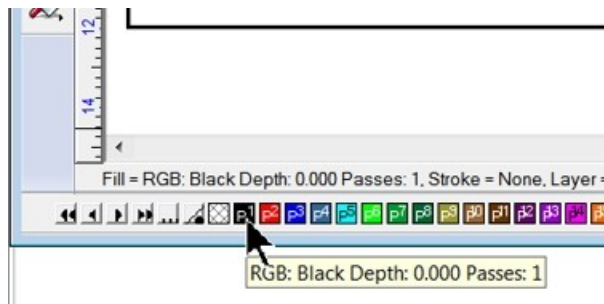 12
14
Fill = RGB: Black Depth: 0.000 Passes: 1, Stroke = None, Layer =
... p1 p2 p3 p4 p5 p6 p7 p8 p9 p10 p11 p12 p13 p14
RGB: Black Depth: 0.000 Passes: 1